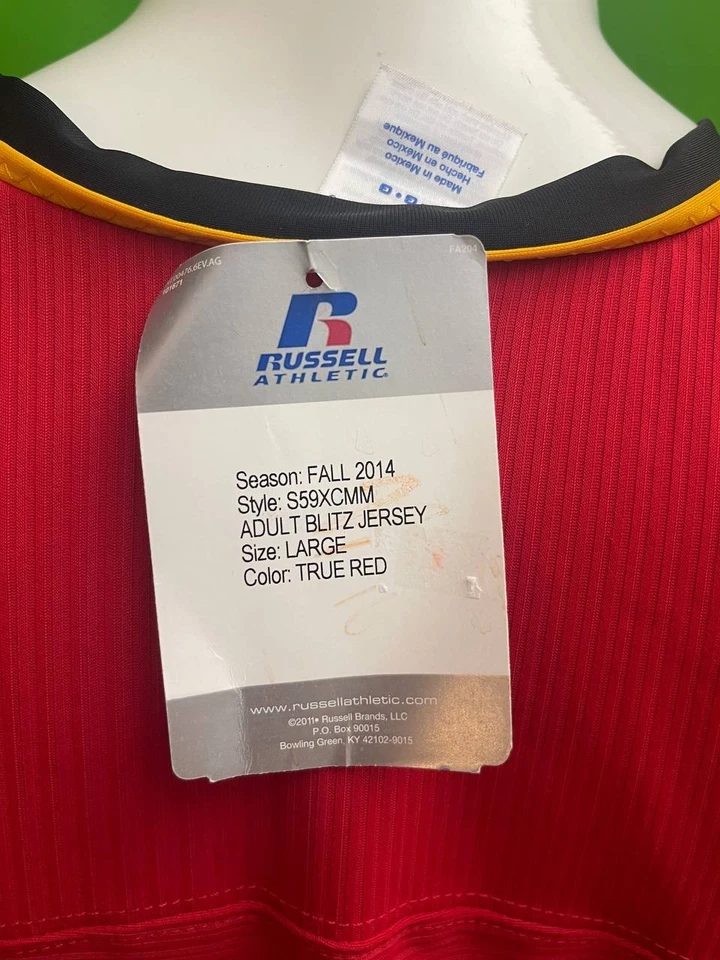 Made in Mexico
Hecho en México
Fabriqué au Mexique
FA204
101671
RUSSELL
ATHLETIC
Season: FALL 2014
Style: S59XCMM
ADULT BLITZ JERSEY
Size: LARGE
Color: TRUE RED
www.russellathletic.com
©2011• Russell Brands, LLC
P.O. Box 90015
Bowling Green, KY 42102-9015